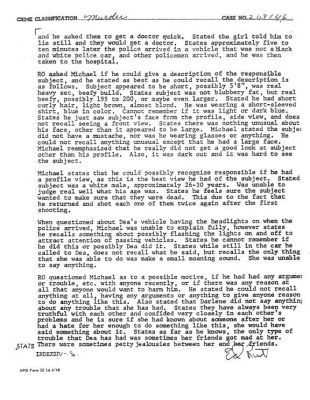 CRIME CLASSIFICATION Murder CASE NO. 243146
and he asked them to get a doctor quick. Stated the girl told him to
lie still and they would get a doctor. States approximately five to
ten minutes later the police arrived in a vehicle that was not a black
and white police car, and other policemen arrived, and he was then
taken to the hospital.
RO asked Michael if he could give a description of the responsible
subject, and he stated as best as he could recall the description is
as follows. Subject appeared to be short, possibly 5'8", was real
heavy set, beefy build. States subject was not blubbery fat, but real
beefy, possibly 195 to 200, or maybe even larger. Stated he had short
curly hair, light brown, almost blond. He was wearing a short-sleeved
shirt, blue in color. Cannot remember if it was light or dark blue.
States he just saw subject's face from the profile, side view, and does
not recall seeing a front view. States there was nothing unusual about
his face, other than it appeared to be large. Michael stated the subject
did not have a mustache, nor was he wearing glasses or anything. He
could not recall anything unusual except that he had a large face.
Michael reemphasized that he really did not get a good look at subject
other than his profile. Also, it was dark out and it was hard to see
the subject.
Michael states that he could possibly recognize responsible if he had
a profile view, as this is the best view he had of the subject. Stated
subject was a white male, approximately 26-30 years. Was unable to
judge real well what his age was. States he feels sure the subject
wanted to make sure that they were dead. This due to the fact that
he returned and shot each one of them twice again after the first
shooting.
When questioned about Dea's vehicle having the headlights on when the
police arrived, Michael was unable to explain fully, however states
he recalls something about possibly flashing the lights on and off to
attract attention of passing vehicles. States he cannot remember if
he did this or possibly Dea did it. States while still in the car he
called to Dea, does not recall what he said, but recalls the only thing
that she was able to do was make a small moaning sound. She was unable
to say anything.
RO questioned Michael as to a possible motive, if he had had any argument
or trouble, etc, with anyone recently, or if there was any reason at
all that anyone would want to harm him. He stated he could not recall
anything at all, having any arguments or anything to give anyone reason
to do anything like this. Also stated that Darlene did not say anything
about any trouble that she has had. States they have always been very
truthful with each other and confided very closely in each other's
problems and he is sure if she had known about someone after her or
had a hate for her enough to do something like this, she would have
said something about it. States as far as he knows, the only type of
trouble that Dea has had was sometimes her friends got mad at her.
STATS There were sometimes petty jealousies between her and her friends.
INDEXED